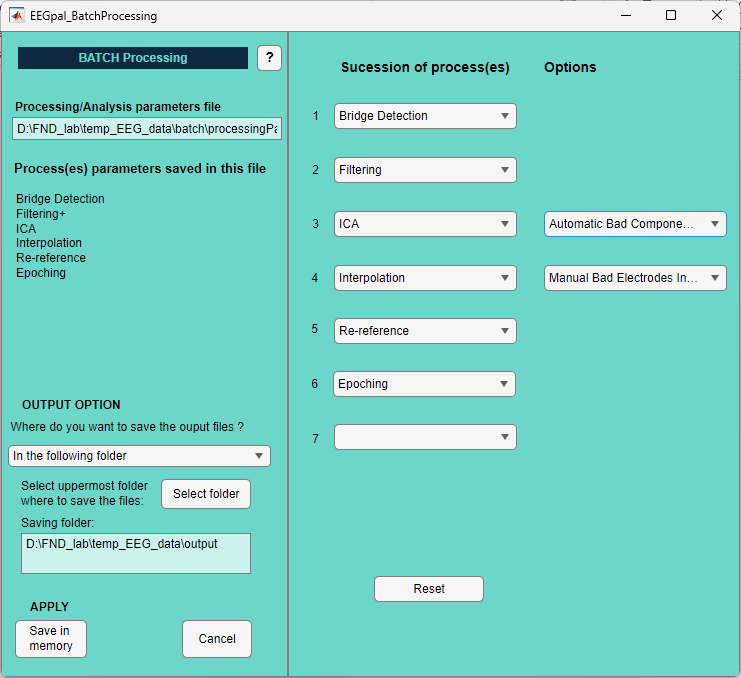 EEGpal_BatchProcessing
BATCH Processing
?
Processing/Analysis parameters file
D:\FND_lab\temp_EEG_data\batch\processingPa
Process(es) parameters saved in this file
Bridge Detection
Filtering+
ICA
Interpolation
Re-reference
Epoching
OUTPUT OPTION
Where do you want to save the ouput files ?
In the following folder
Select uppermost folder
where to save the files:
Select folder
Saving folder:
D:\FND_lab\temp_EEG_data\output
APPLY
Save in
memory
Cancel
Sucession of process(es)
Options
1 Bridge Detection
2 Filtering
3 ICA Automatic Bad Compone...
4 Interpolation Manual Bad Electrodes In...
5 Re-reference
6 Epoching
7
Reset